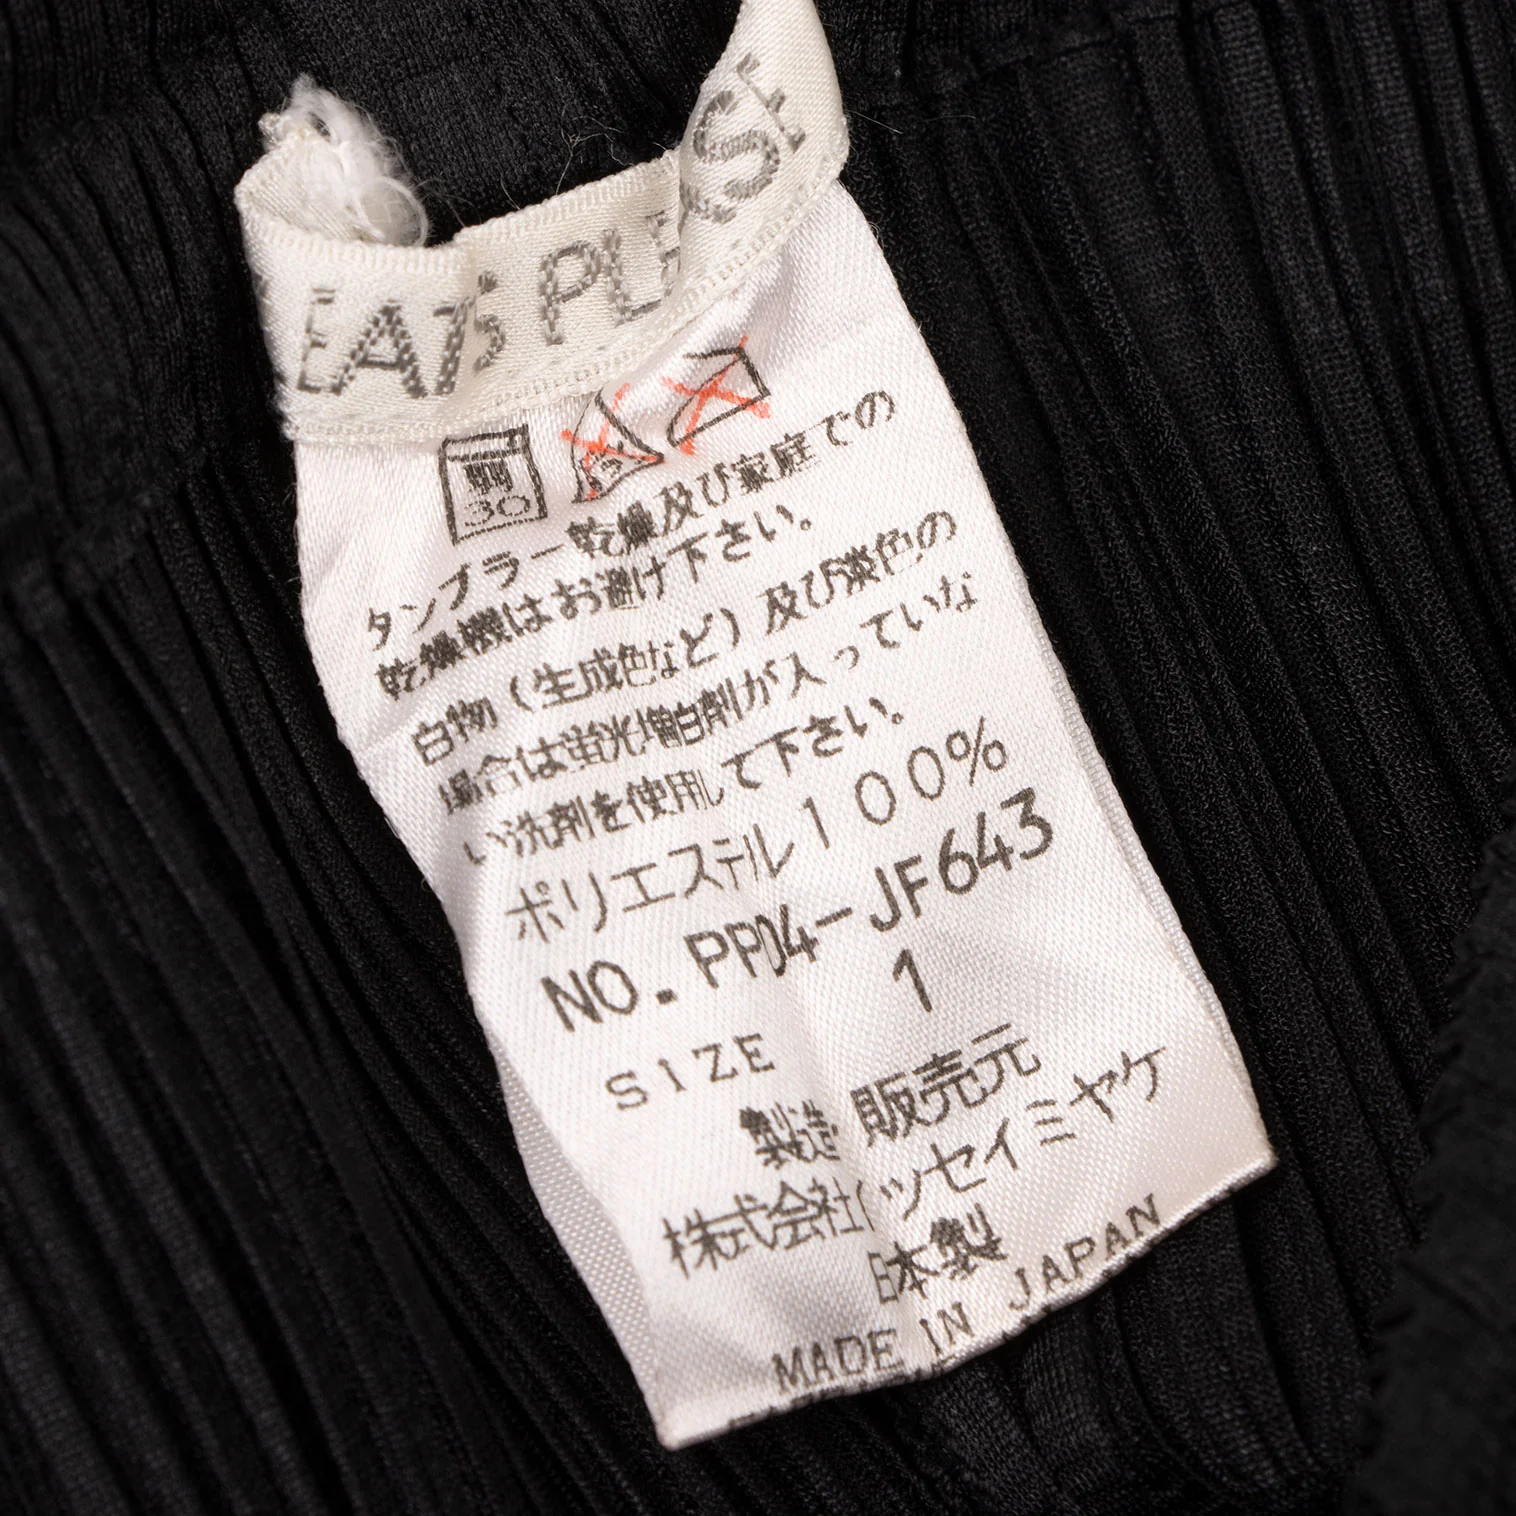 EATS PLEASE
弱
30
タンブラー乾燥及び家庭での
乾燥機はお避け下さい。
白物(生成色など)及び淡色の
場合は蛍光増白剤が入っていな
い洗剤を使用して下さい。
ポリエステル100%
NO.PP04-JF643
SIZE 1
製造 販売元
株式会社イッセイミヤケ
日本製
MADE IN JAPAN